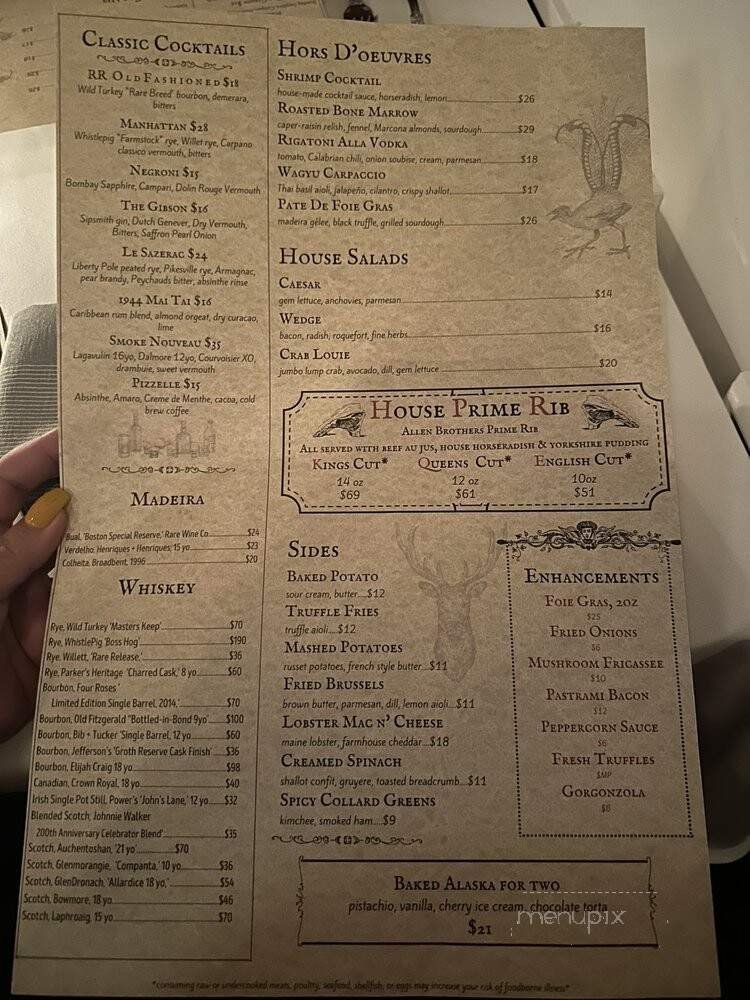 Classic Cocktails
RR Old Fashioned $18
Wild Turkey "Rare Breed" bourbon, demerara,
bitters
Manhattan $28
Whistlepig "Farmstock" rye, Willet rye, Carpano
classico vermouth, bitters
Negroni $15
Bombay Sapphire, Campari, Dolin Rouge Vermouth
The Gibson $16
Sipsmith gin, Dutch Genever, Dry Vermouth,
Bitters, Saffron Pearl Onion
Le Sazerac $24
Liberty Pole peated rye, Pikesville rye, Armagnac,
pear brandy, Peychauds bitter, absinthe rinse
1944 Mai Tai $16
Caribbean rum blend, almond orgeat, dry curacao,
lime
Smoke Nouveau $35
Lagavulin 16yo, Dalmore 12yo, Courvoisier XO,
drambuie, sweet vermouth
Pizzelle $15
Absinthe, Amaro, Creme de Menthe, cacoa, cold
brew coffee
Madeira
Bual, 'Boston Special Reserve,' Rare Wine Co. $24
Verdelho, Henriques + Henriques, 15 yo $23
Colheita, Broadbent, 1996 $20
Whiskey
Rye, Wild Turkey 'Masters Keep' $70
Rye, WhistlePig 'Boss Hog' $190
Rye, Willett, 'Rare Release,' $36
Rye, Parker's Heritage 'Charred Cask,' 8 yo $60
Bourbon, Four Roses '
Limited Edition Single Barrel, 2014,' $70
Bourbon, Old Fitzgerald "Bottled-in-Bond 9yo' $100
Bourbon, Bib + Tucker 'Single Barrel, 12 yo $60
Bourbon, Jefferson's 'Groth Reserve Cask Finish' $36
Bourbon, Elijah Craig 18 yo $98
Canadian, Crown Royal, 18 yo $40
Irish Single Pot Still, Power's 'John's Lane,' 12 yo $32
Blended Scotch, Johnnie Walker
200th Anniversary Celebrator Blend' $35
Scotch, Auchentoshan, '21 yo' $70
Scotch, Glenmorangie, 'Companta,' 10 yo $36
Scotch, GlenDronach, 'Allardice 18 yo,' $54
Scotch, Bowmore, 18 yo $46
Scotch, Laphroaig, 15 yo $70
Hors D'oeuvres
Shrimp Cocktail
house-made cocktail sauce, horseradish, lemon $26
Roasted Bone Marrow
caper-raisin relish, fennel, Marcona almonds, sourdough $29
Rigatoni Alla Vodka
tomato, Calabrian chili, onion soubise, cream, parmesan $18
Wagyu Carpaccio
Thai basil aioli, jalapeño, cilantro, crispy shallot $17
Pate De Foie Gras
madeira gêlee, black truffle, grilled sourdough $26
House Salads
Caesar
gem lettuce, anchovies, parmesan $14
Wedge
bacon, radish, roquefort, fine herbs $16
Crab Louie
jumbo lump crab, avocado, dill, gem lettuce $20
House Prime Rib
Allen Brothers Prime Rib
All served with beef au jus, house horseradish & yorkshire pudding
Kings Cut* Queens Cut* English Cut*
14 oz 12 oz 10oz
$69 $61 $51
Sides
Baked Potato
sour cream, butter....$12
Truffle Fries
truffle aioli....$12
Mashed Potatoes
russet potatoes, french style butter...$11
Fried Brussels
brown butter, parmesan, dill, lemon aioli...$11
Lobster Mac n' Cheese
maine lobster, farmhouse cheddar...$18
Creamed Spinach
shallot confit, gruyere, toasted breadcrumb...$11
Spicy Collard Greens
kimchee, smoked ham....$9
Enhancements
Foie Gras, 2oz
$25
Fried Onions
$6
Mushroom Fricassee
$10
Pastrami Bacon
$12
Peppercorn Sauce
$6
Fresh Truffles
$MP
Gorgonzola
$6
Baked Alaska for two
pistachio, vanilla, cherry ice cream, chocolate torta
$21
menupix
*consuming raw or undercooked meats, poultry, seafood, shellfish, or eggs may increase your risk of foodborne illness*